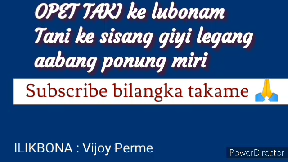 OPET TAKI ke lubonam
Tani ke sisang giyi legang
aabang ponung miri
Subscribe bilangka takame 🙏
ILIKBONA : Vijoy Perme
PowerDirector